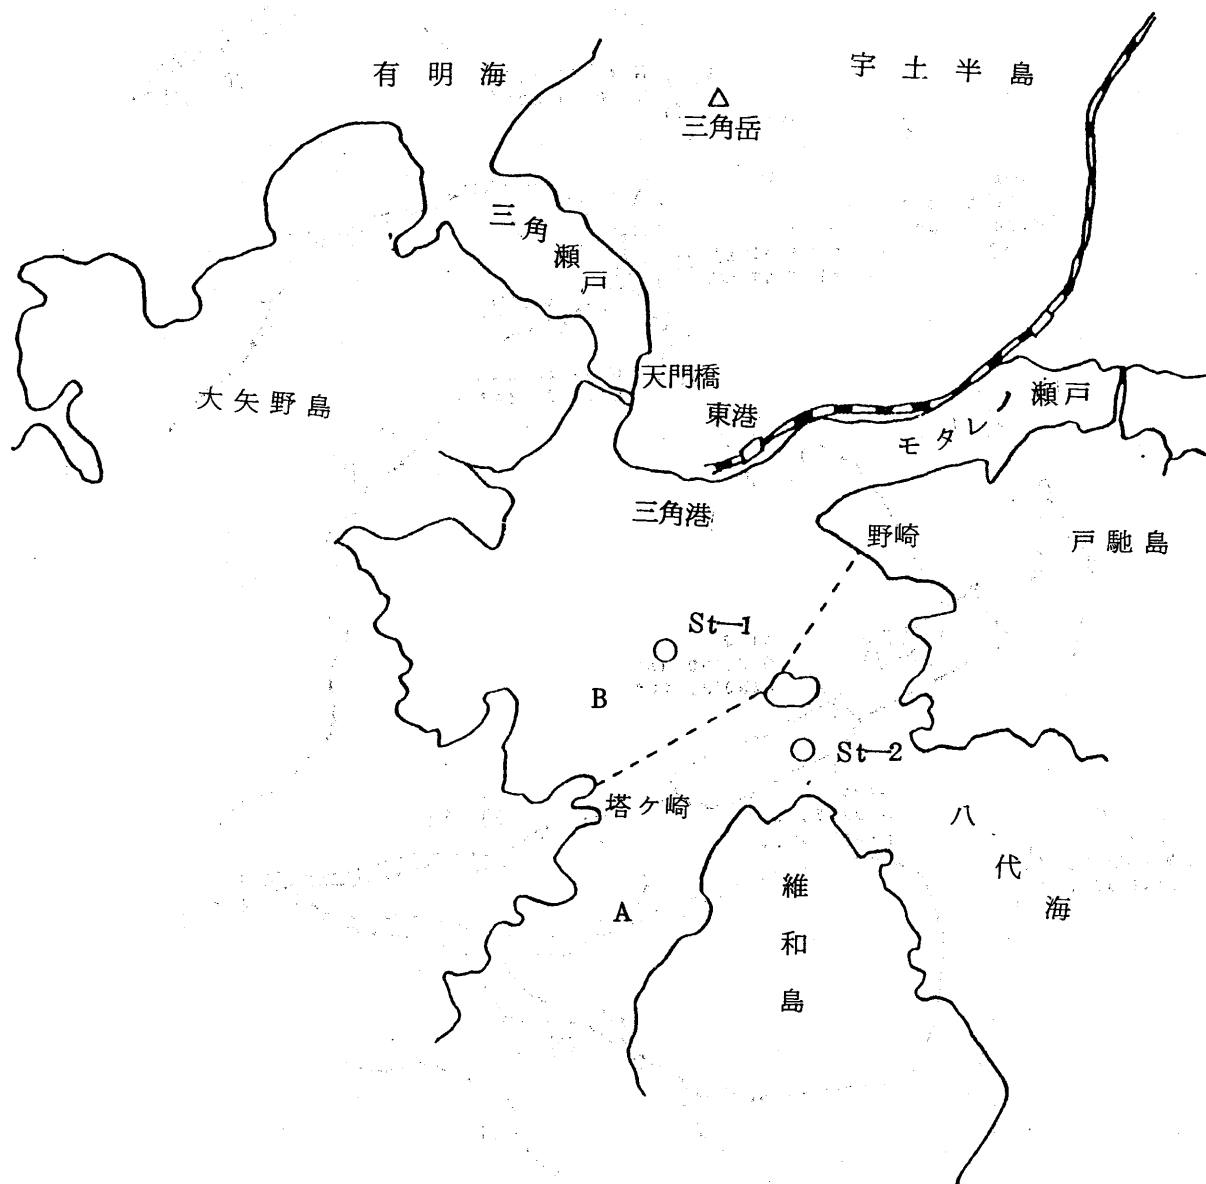 有明海
宇土半島
三角岳
三角瀬戸
大矢野島
天門橋
東港
モタレノ瀬戸
三角港
野崎
戸馳島
St-1
B
St-2
塔ケ崎
八代海
A
維和島